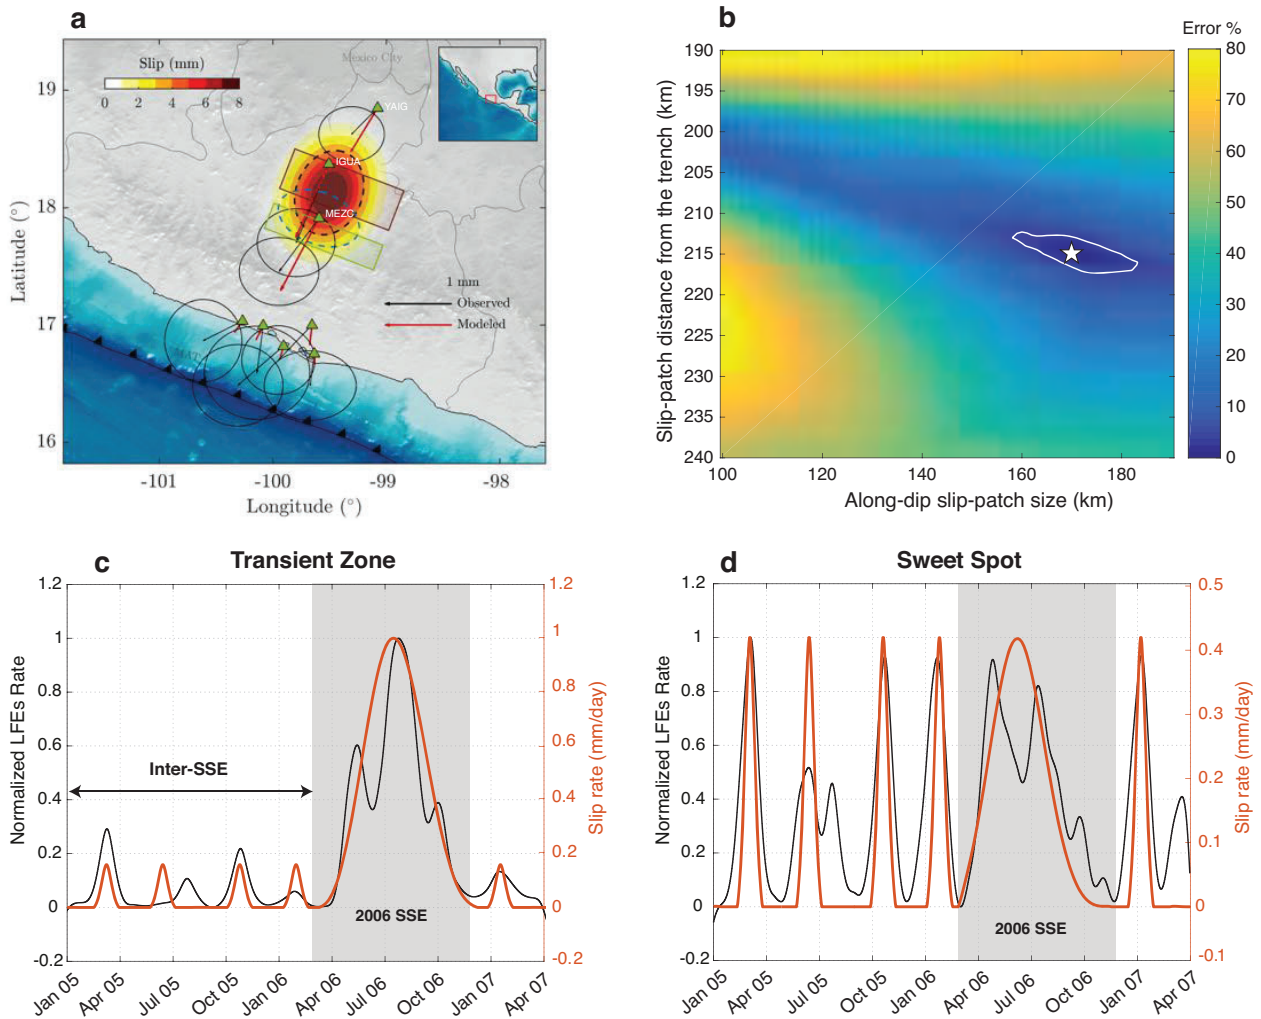 a
Slip (mm)
0 2 4 6 8
Mexico City
YAIG
IGUA
MEZC
1 mm
Observed
Modeled
19
18
17
16
Latitude (°)
-101 -100 -99 -98
Longitude (°)
b
Error %
190
195
200
205
210
215
220
225
230
235
240
Slip-patch distance from the trench (km)
100 120 140 160 180
Along-dip slip-patch size (km)
80
70
60
50
40
30
20
10
0
c
Transient Zone
1.2
1
0.8
0.6
0.4
0.2
0
-0.2
Normalized LFEs Rate
Inter-SSE
2006 SSE
1.2
1
0.8
0.6
0.4
0.2
0
-0.2
Slip rate (mm/day)
Jan 05 Apr 05 Jul 05 Oct 05 Jan 06 Apr 06 Jul 06 Oct 06 Jan 07 Apr 07
d
Sweet Spot
1.2
1
0.8
0.6
0.4
0.2
0
-0.2
Normalized LFEs Rate
2006 SSE
0.5
0.4
0.3
0.2
0.1
0
-0.1
Slip rate (mm/day)
Jan 05 Apr 05 Jul 05 Oct 05 Jan 06 Apr 06 Jul 06 Oct 06 Jan 07 Apr 07